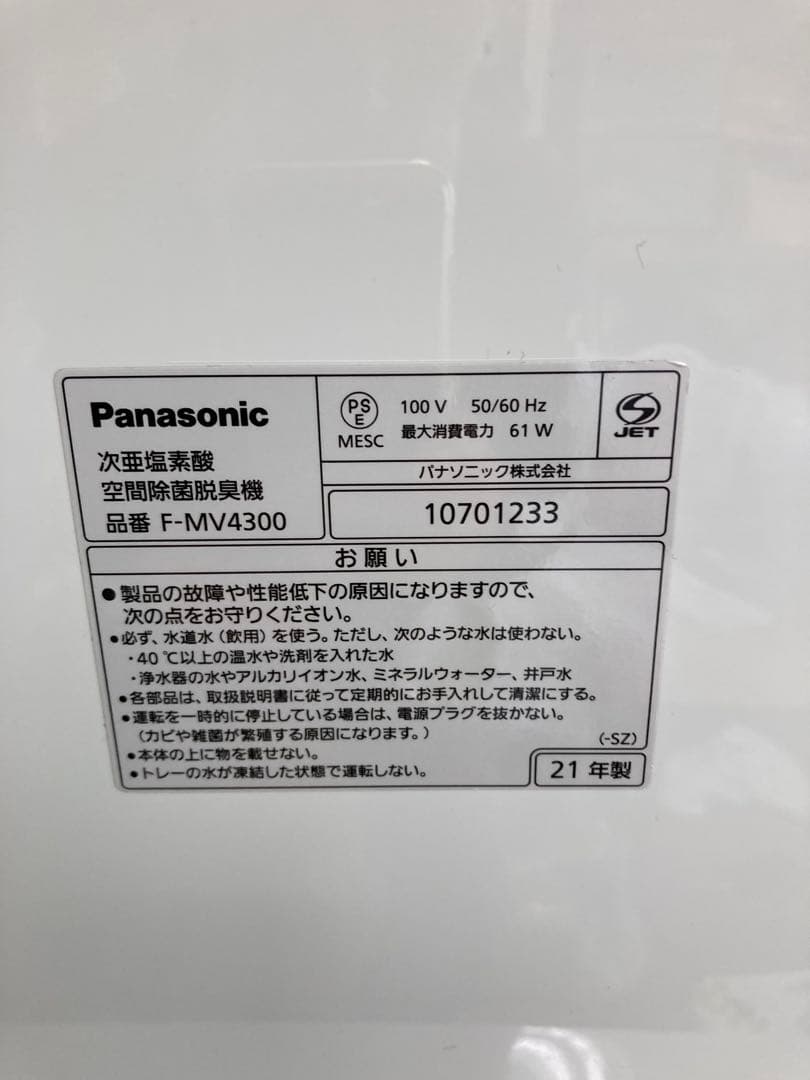 Panasonic
次亜塩素酸
空間除菌脱臭機
品番 F-MV4300
PS
E
MESC
100 V 50/60 Hz
最大消費電力 61 W
JET
パナソニック株式会社
10701233
お願い
●製品の故障や性能低下の原因になりますので、
次の点をお守りください。
●必ず、水道水(飲用)を使う。ただし、次のような水は使わない。
・40 ℃以上の温水や洗剤を入れた水
・浄水器の水やアルカリイオン水、ミネラルウォーター、井戸水
●各部品は、取扱説明書に従って定期的にお手入れして清潔にする。
●運転を一時的に停止している場合は、電源プラグを抜かない。
(カビや雑菌が繁殖する原因になります。)
●本体の上に物を載せない。
●トレーの水が凍結した状態で運転しない。
(-SZ)
21 年製